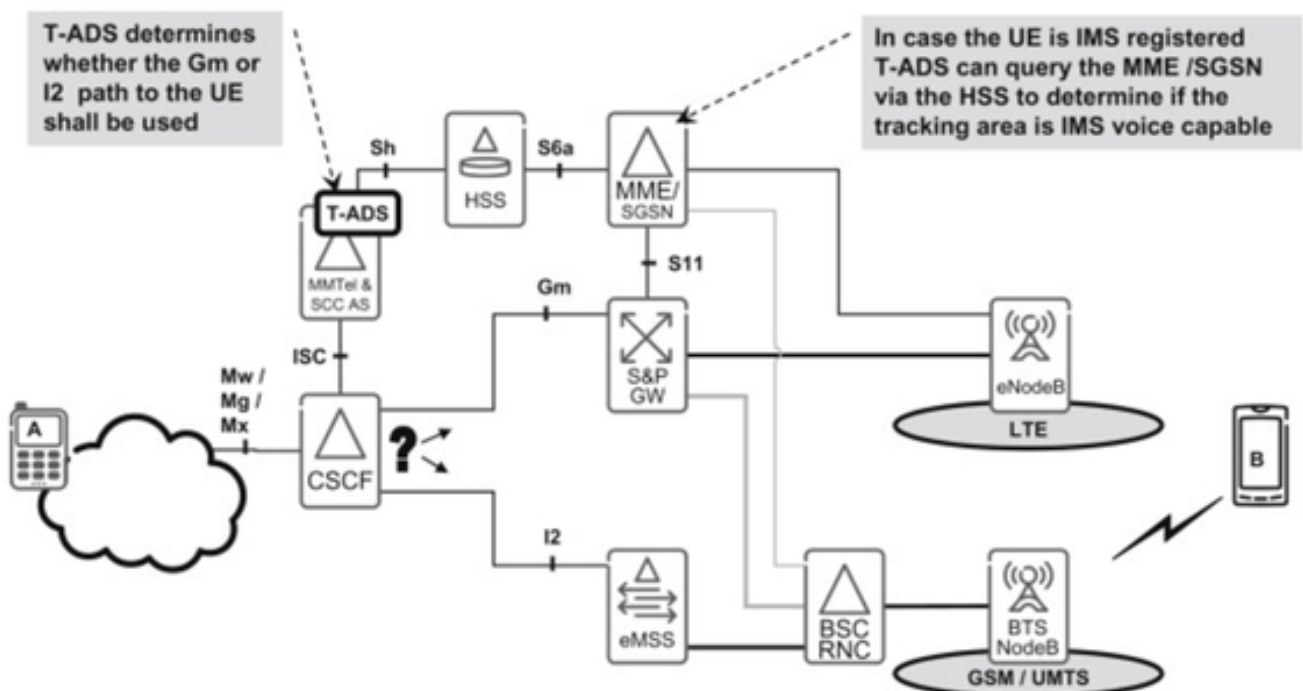 T-ADS determines
whether the Gm or
I2 path to the UE
shall be used
In case the UE is IMS registered
T-ADS can query the MME /SGSN
via the HSS to determine if the
tracking area is IMS voice capable
Sh
S6a
HSS
MME/
SGSN
T-ADS
MMTel &
SCC AS
S11
Gm
ISC
S&P
GW
eNodeB
LTE
Mw /
Mg /
Mx
A
?
CSCF
B
I2
eMSS
BSC
RNC
BTS
NodeB
GSM / UMTS